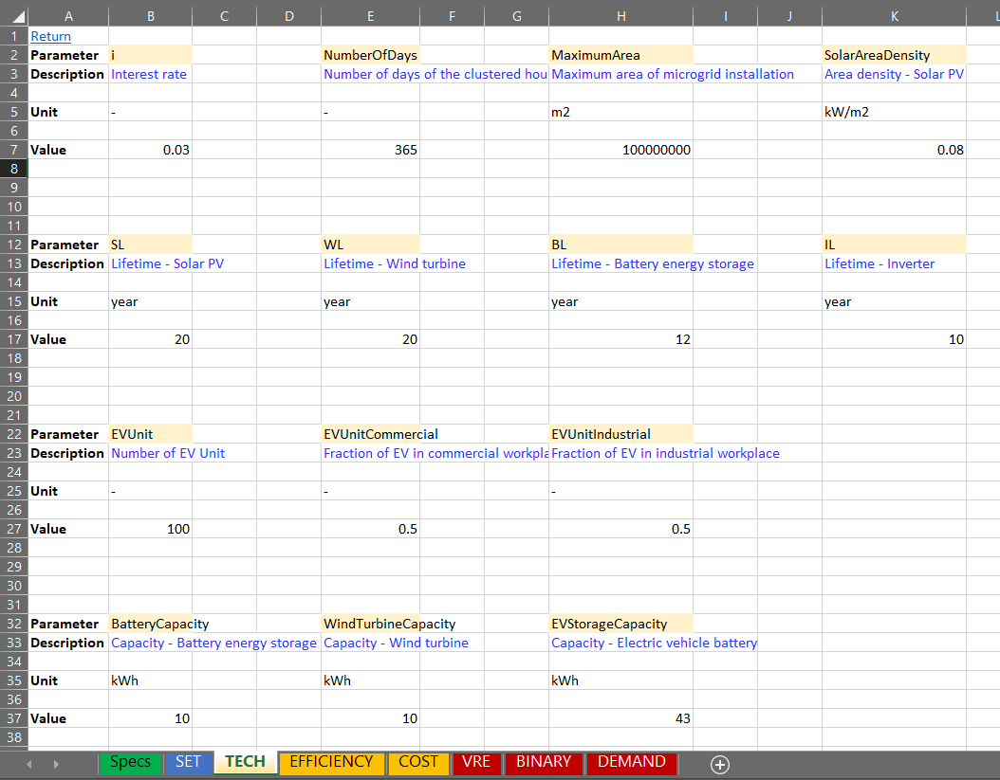 A B C D E F G H I J K L
1 Return
2 Parameter i NumberOfDays MaximumArea SolarAreaDensity
3 Description Interest rate Number of days of the clustered hou Maximum area of microgrid installation Area density - Solar PV
4
5 Unit - - m2 kW/m2
6
7 Value 0.03 365 100000000 0.08
8
9
10
11
12 Parameter SL WL BL IL
13 Description Lifetime - Solar PV Lifetime - Wind turbine Lifetime - Battery energy storage Lifetime - Inverter
14
15 Unit year year year year
16
17 Value 20 20 12 10
18
19
20
21
22 Parameter EVUnit EVUnitCommercial EVUnitIndustrial
23 Description Number of EV Unit Fraction of EV in commercial workpla Fraction of EV in industrial workplace
24
25 Unit - - -
26
27 Value 100 0.5 0.5
28
29
30
31
32 Parameter BatteryCapacity WindTurbineCapacity EVStorageCapacity
33 Description Capacity - Battery energy storage Capacity - Wind turbine Capacity - Electric vehicle battery
34
35 Unit kWh kWh kWh
36
37 Value 10 10 43
38
Specs SET TECH EFFICIENCY COST VRE BINARY DEMAND